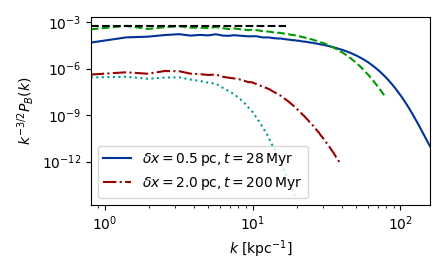 10⁻³
10⁻⁶
10⁻⁹
10⁻¹²
k^{-3/2}P_B(k)
δx = 0.5 pc, t = 28 Myr
δx = 2.0 pc, t = 200 Myr
10⁰ 10¹ 10²
k [kpc⁻¹]